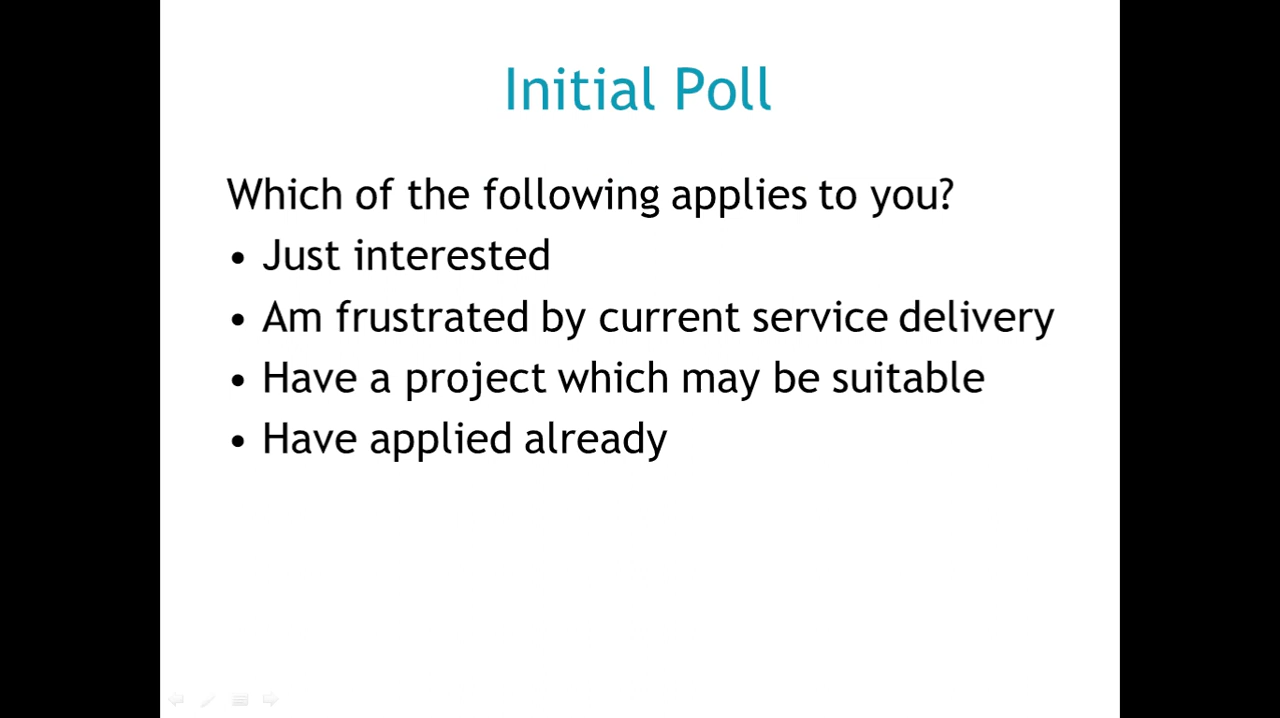 Initial Poll
Which of the following applies to you?
• Just interested
• Am frustrated by current service delivery
• Have a project which may be suitable
• Have applied already